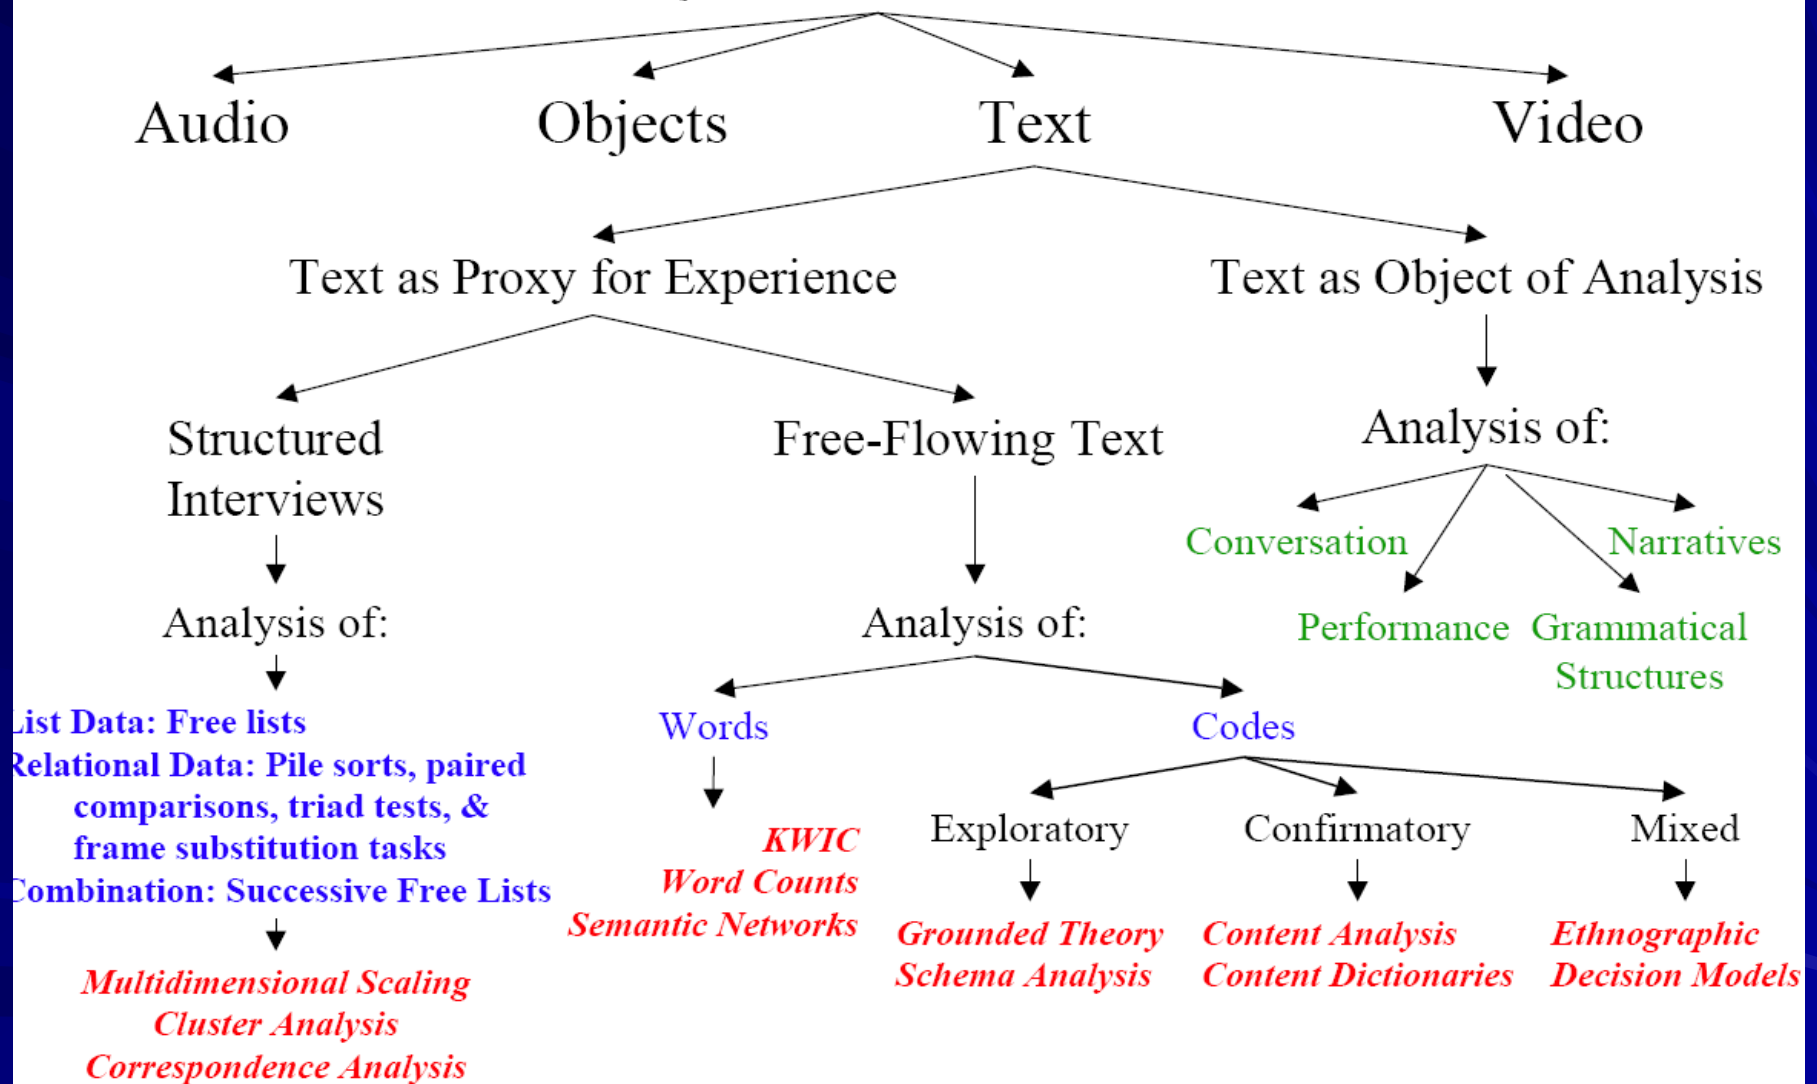 Audio Objects Text Video
Text as Proxy for Experience Text as Object of Analysis
Structured
Interviews
Free-Flowing Text
Analysis of:
Conversation Narratives
Performance Grammatical
Structures
Analysis of:
Analysis of:
List Data: Free lists
Relational Data: Pile sorts, paired
comparisons, triad tests, &
frame substitution tasks
Combination: Successive Free Lists
Words Codes
KWIC
Word Counts
Semantic Networks
Exploratory Confirmatory Mixed
Grounded Theory
Schema Analysis
Content Analysis
Content Dictionaries
Ethnographic
Decision Models
Multidimensional Scaling
Cluster Analysis
Correspondence Analysis